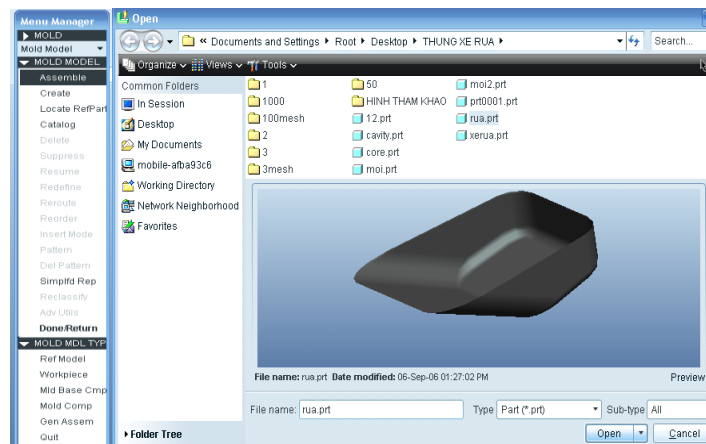 Menu Manager
MOLD
Mold Model
MOLD MODEL
Assemble
Create
Locate RefPart
Catalog
Delete
Suppress
Resume
Redefine
Reroute
Reorder
Insert Mode
Pattern
Del Pattern
Simplfd Rep
Reclassify
Adv Utils
Done/Return
MOLD MDL TYP
Ref Model
Workpiece
Mld Base Cmp
Mold Comp
Gen Assem
Quit
Open
« Documents and Settings Root Desktop THUNG XE RUA
Search...
Organize Views Tools
Common Folders
In Session
Desktop
My Documents
mobile-afba93c6
Working Directory
Network Neighborhood
Favorites
Folder Tree
1
1000
100mesh
2
3
3mesh
50
HINH THAM KHAO
12.prt
cavity.prt
core.prt
moi.prt
moi2.prt
prt0001.prt
rua.prt
xerua.prt
File name: rua.prt Date modified: 06-Sep-06 01:27:02 PM
Preview
File name: rua.prt Type Part (*.prt) Sub-type All
Open Cancel